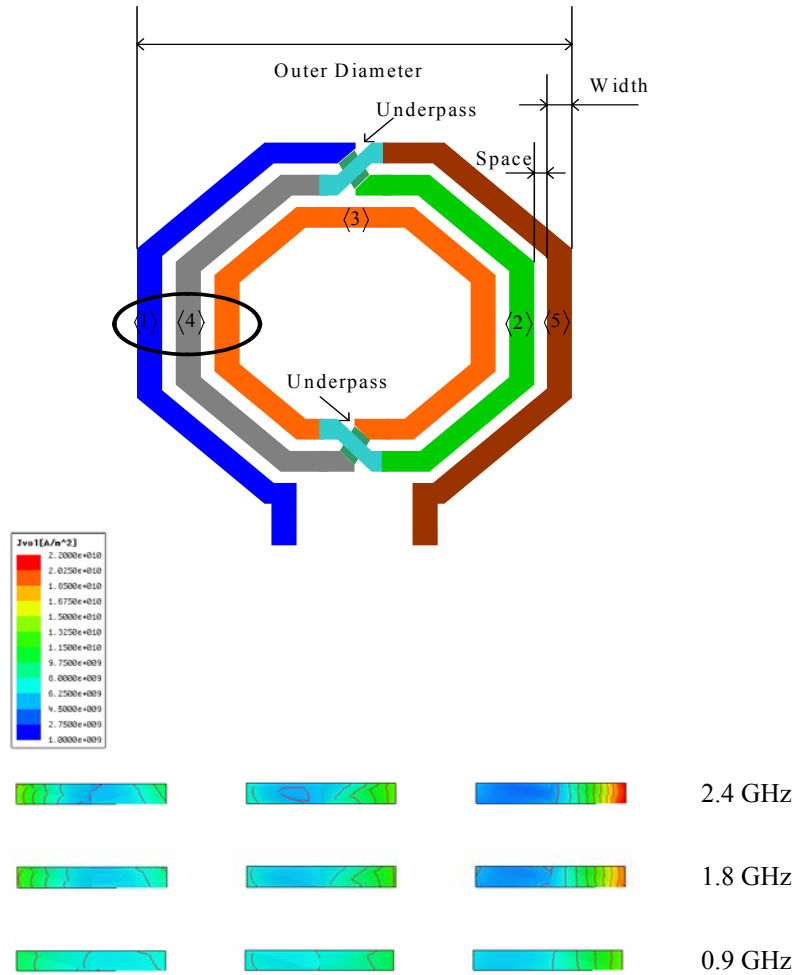 Outer Diameter
Width
Underpass
Space
⟨3⟩
⟨1⟩ ⟨4⟩ ⟨2⟩ ⟨5⟩
Underpass
Jvol[A/m^2]
2.2000e+010
2.0250e+010
1.8500e+010
1.6750e+010
1.5000e+010
1.3250e+010
1.1500e+010
9.7500e+009
8.0000e+009
6.2500e+009
4.5000e+009
2.7500e+009
1.0000e+009
2.4 GHz
1.8 GHz
0.9 GHz